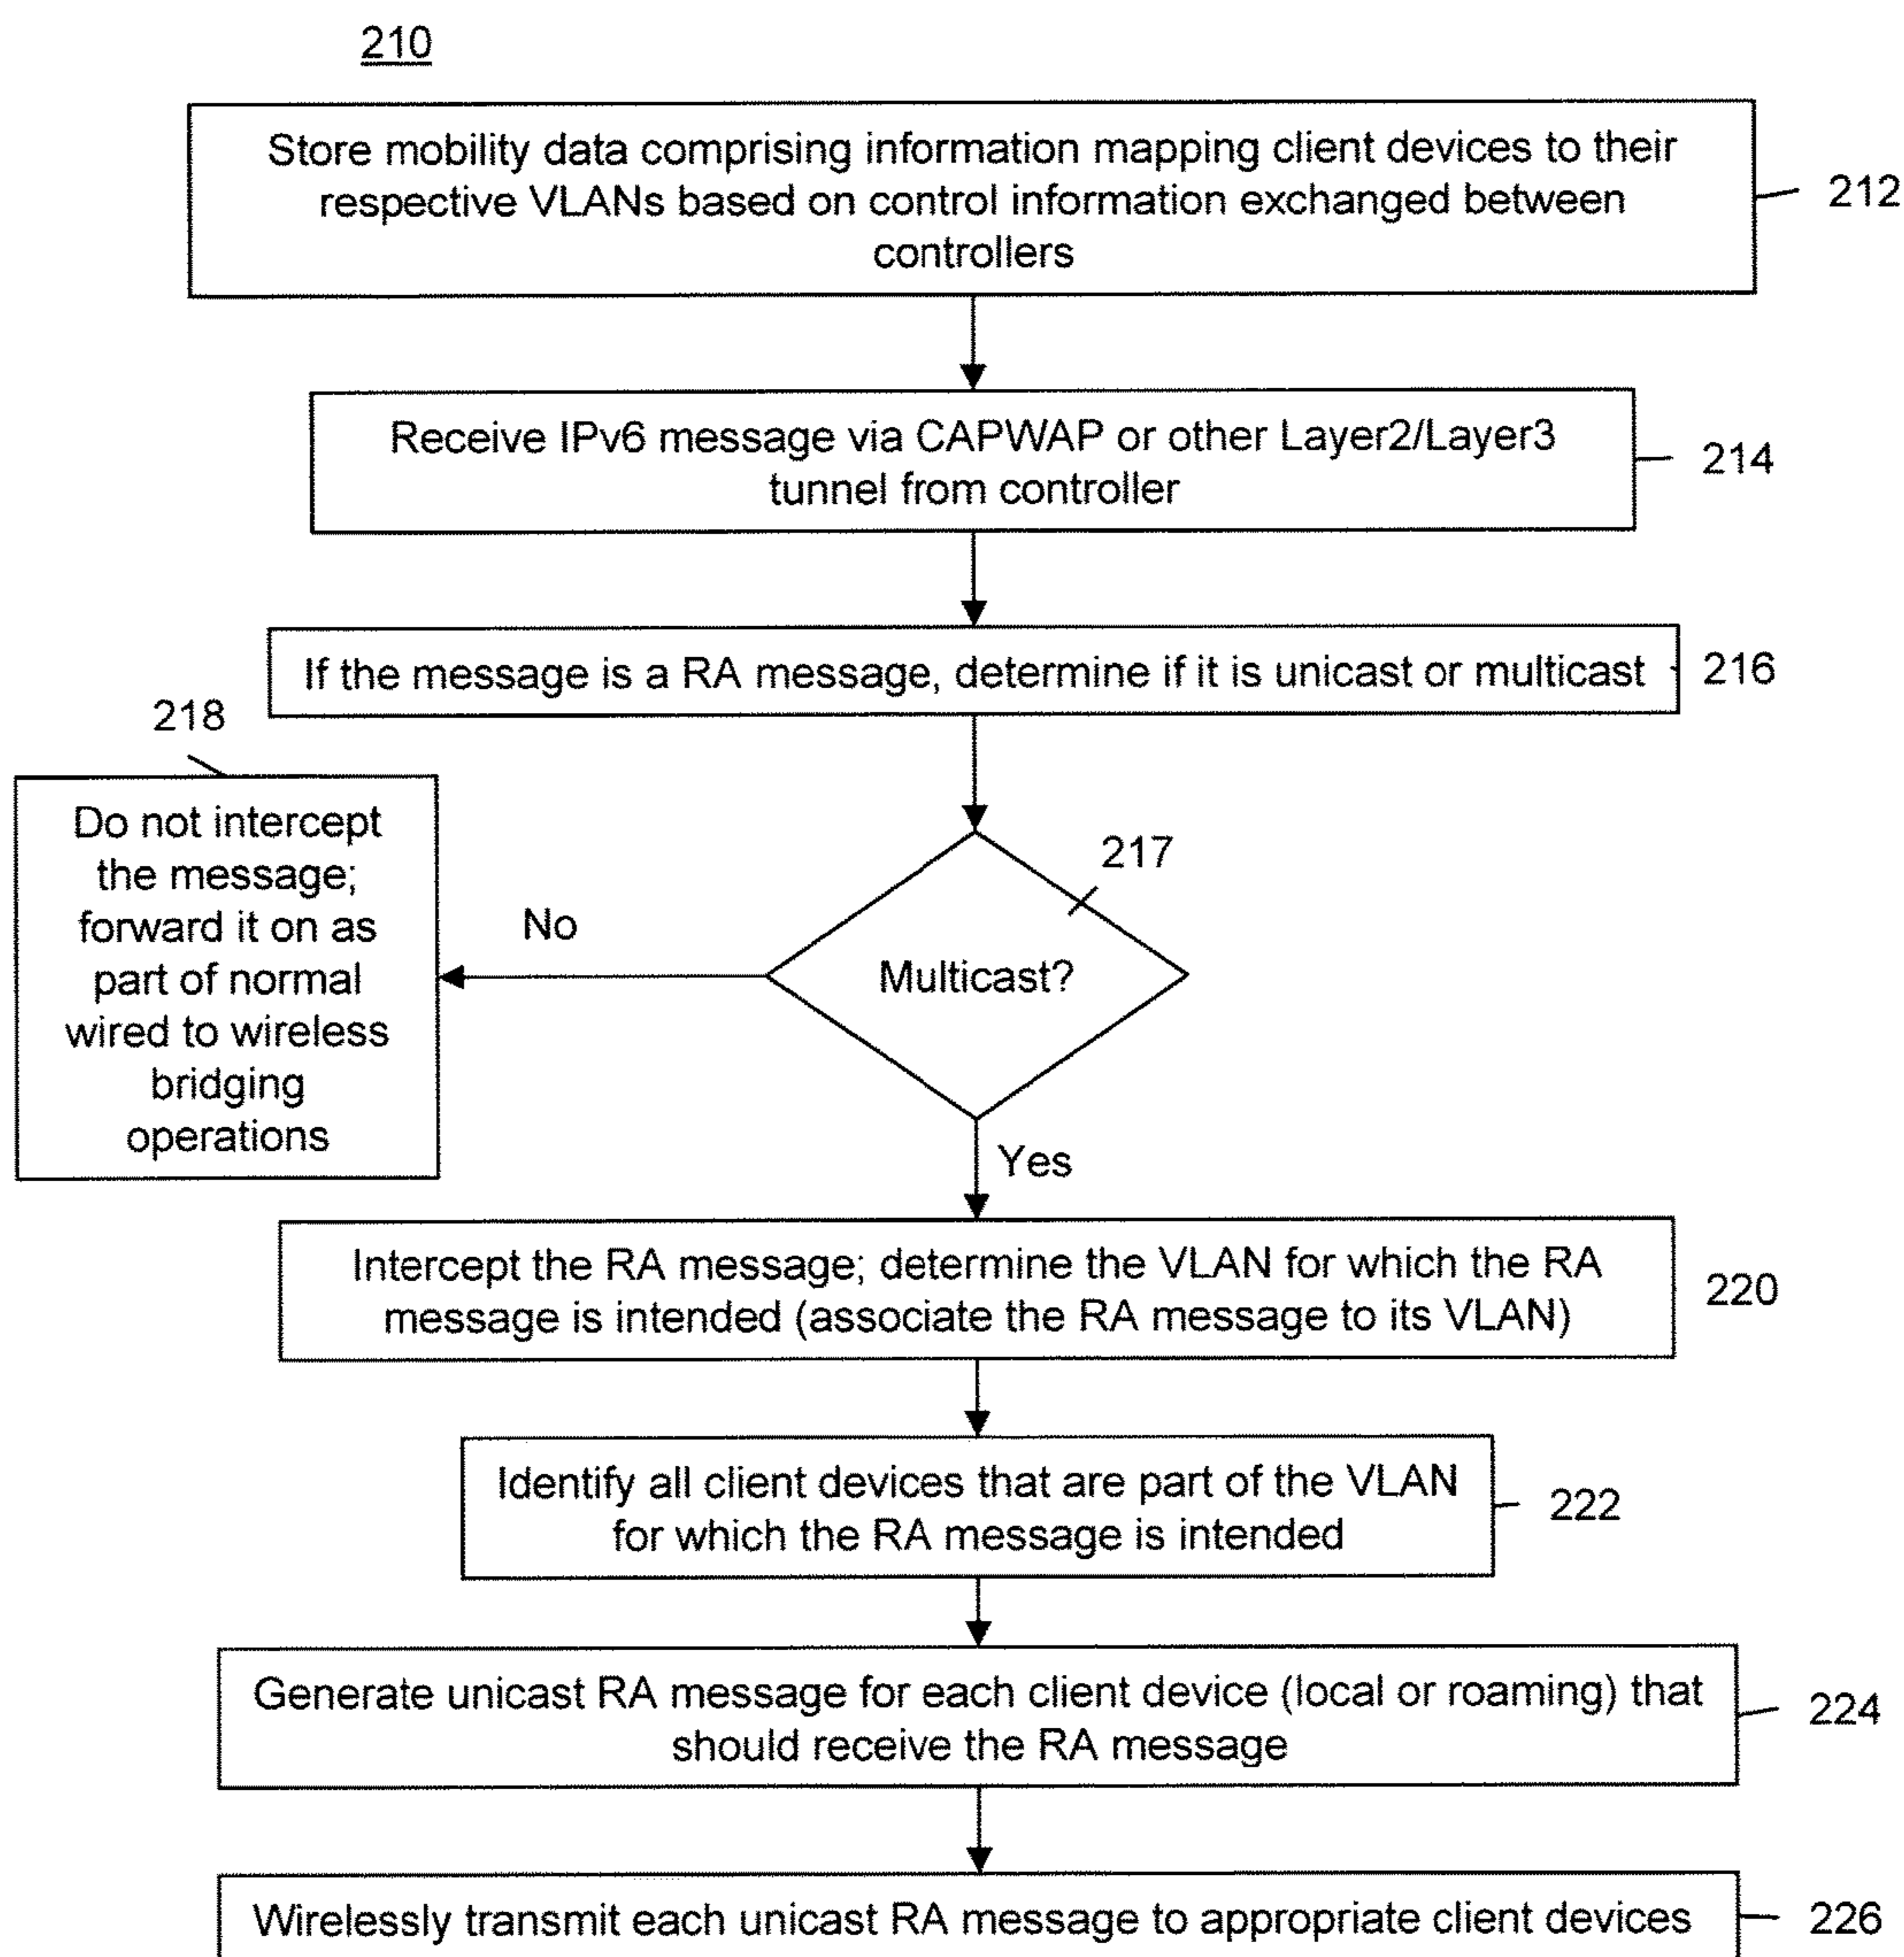 210
Store mobility data comprising information mapping client devices to their
respective VLANs based on control information exchanged between
controllers
212
Receive IPv6 message via CAPWAP or other Layer2/Layer3
tunnel from controller
214
If the message is a RA message, determine if it is unicast or multicast
216
217
Multicast?
No
218
Do not intercept
the message;
forward it on as
part of normal
wired to wireless
bridging
operations
Yes
Intercept the RA message; determine the VLAN for which the RA
message is intended (associate the RA message to its VLAN)
220
Identify all client devices that are part of the VLAN
for which the RA message is intended
222
Generate unicast RA message for each client device (local or roaming) that
should receive the RA message
224
Wirelessly transmit each unicast RA message to appropriate client devices
226